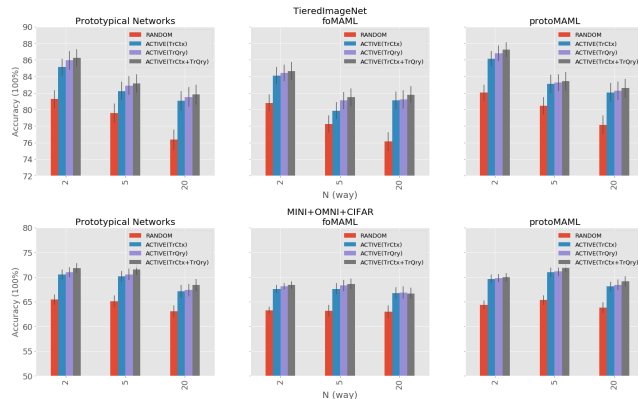 TieredImageNet
Prototypical Networks
foMAML
protoMAML
Accuracy (100%)
90
88
86
84
82
80
78
76
74
72
RANDOM
ACTIVE(TrCtx)
ACTIVE(TrQry)
ACTIVE(TrCtx+TrQry)
RANDOM
ACTIVE(TrCtx)
ACTIVE(TrQry)
ACTIVE(TrCtx+TrQry)
RANDOM
ACTIVE(TrCtx)
ACTIVE(TrQry)
ACTIVE(TrCtx+TrQry)
2 5 20
2 5 20
2 5 20
N (way)
MINI+OMNI+CIFAR
Prototypical Networks
foMAML
protoMAML
Accuracy (100%)
80
75
70
65
60
55
50
RANDOM
ACTIVE(TrCtx)
ACTIVE(TrQry)
ACTIVE(TrCtx+TrQry)
RANDOM
ACTIVE(TrCtx)
ACTIVE(TrQry)
ACTIVE(TrCtx+TrQry)
RANDOM
ACTIVE(TrCtx)
ACTIVE(TrQry)
ACTIVE(TrCtx+TrQry)
2 5 20
2 5 20
2 5 20
N (way)